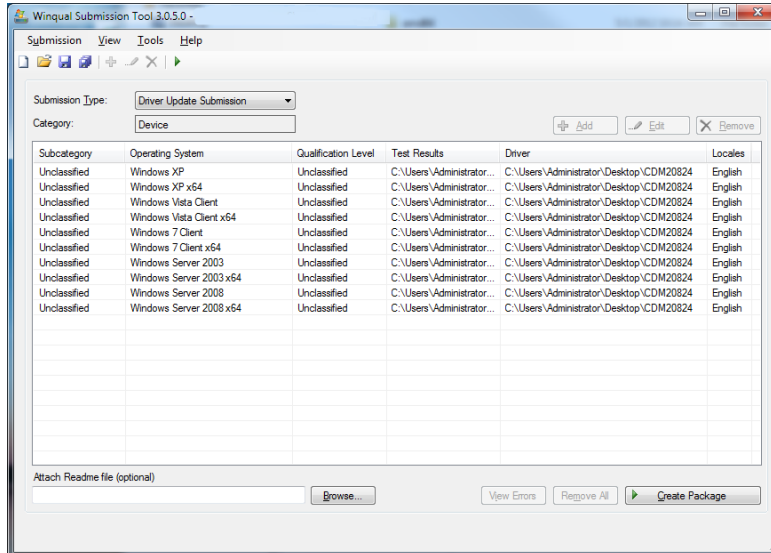 Winqual Submission Tool 3.0.5.0 -
Submission View Tools Help
Submission Type: Driver Update Submission
Category: Device
Add Edit Remove
Subcategory Operating System Qualification Level Test Results Driver Locales
Unclassified Windows XP Unclassified C:\Users\Administrator... C:\Users\Administrator\Desktop\CDM20824 English
Unclassified Windows XP x64 Unclassified C:\Users\Administrator... C:\Users\Administrator\Desktop\CDM20824 English
Unclassified Windows Vista Client Unclassified C:\Users\Administrator... C:\Users\Administrator\Desktop\CDM20824 English
Unclassified Windows Vista Client x64 Unclassified C:\Users\Administrator... C:\Users\Administrator\Desktop\CDM20824 English
Unclassified Windows 7 Client Unclassified C:\Users\Administrator... C:\Users\Administrator\Desktop\CDM20824 English
Unclassified Windows 7 Client x64 Unclassified C:\Users\Administrator... C:\Users\Administrator\Desktop\CDM20824 English
Unclassified Windows Server 2003 Unclassified C:\Users\Administrator... C:\Users\Administrator\Desktop\CDM20824 English
Unclassified Windows Server 2003 x64 Unclassified C:\Users\Administrator... C:\Users\Administrator\Desktop\CDM20824 English
Unclassified Windows Server 2008 Unclassified C:\Users\Administrator... C:\Users\Administrator\Desktop\CDM20824 English
Unclassified Windows Server 2008 x64 Unclassified C:\Users\Administrator... C:\Users\Administrator\Desktop\CDM20824 English
Attach Readme file (optional)
Browse... View Errors Remove All Create Package